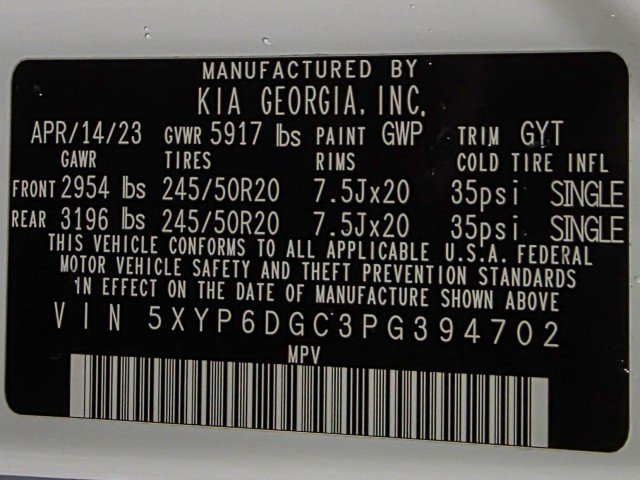 MANUFACTURED BY
KIA GEORGIA, INC,
APR/14/23 GVWR 5917 lbs PAINT GWP TRIM GYT
GAWR TIRES RIMS COLD TIRE INFL
FRONT 2954 lbs 245/50R20 7.5Jx20 35psi SINGLE
REAR 3196 lbs 245/50R20 7.5Jx20 35psi SINGLE
THIS VEHICLE CONFORMS TO ALL APPLICABLE U.S.A. FEDERAL
MOTOR VEHICLE SAFETY AND THEFT PREVENTION STANDARDS
IN EFFECT ON THE DATE OF MANUFACTURE SHOWN ABOVE
VIN 5XYP6DGC3PG394702
MPV